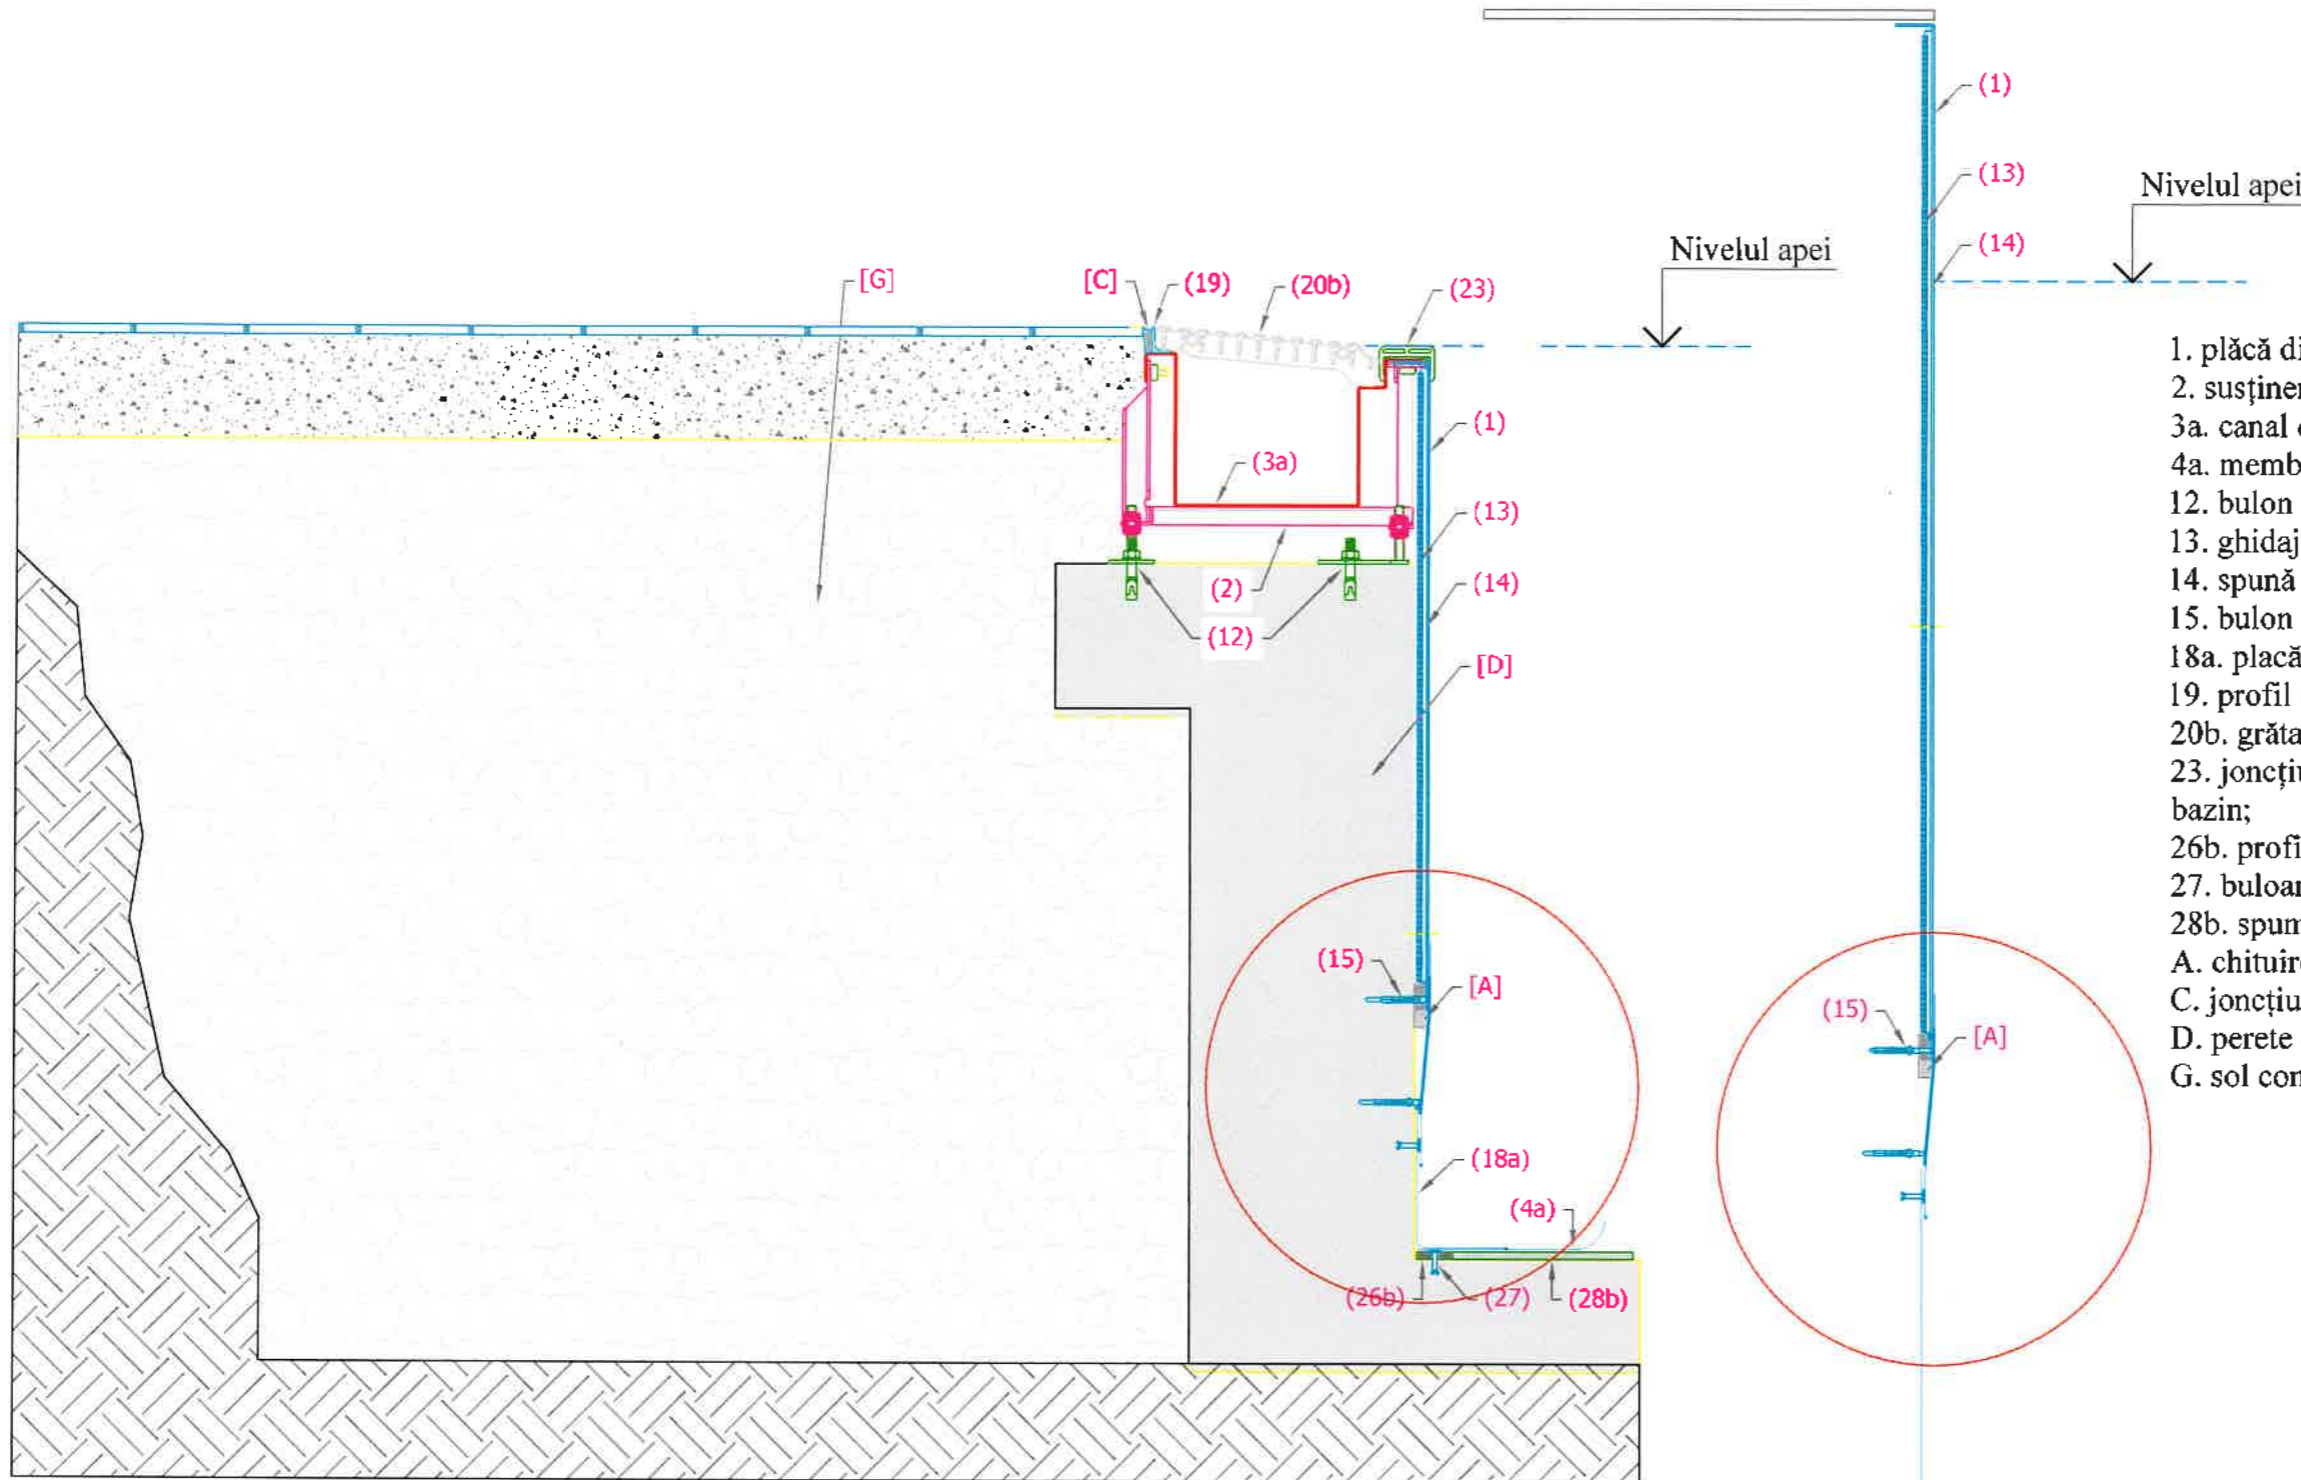 (1)
(13)
Nivelul apei
(14)
Nivelul apei
[G]
[C]
(19)
(20b)
(23)
(1)
(3a)
(13)
(2)
(14)
(12)
[D]
(15)
[A]
(18a)
(4a)
(26b)
(27)
(28b)
(15)
[A]
1. plăcă di
2. susținer
3a. canal
4a. memb
12. bulon
13. ghidaj
14. spună
15. bulon
18a. placă
19. profil
20b. grăta
23. joncțiu
bazin;
26b. profi
27. buloar
28b. spum
A. chituire
C. joncțiu
D. perete
G. sol con